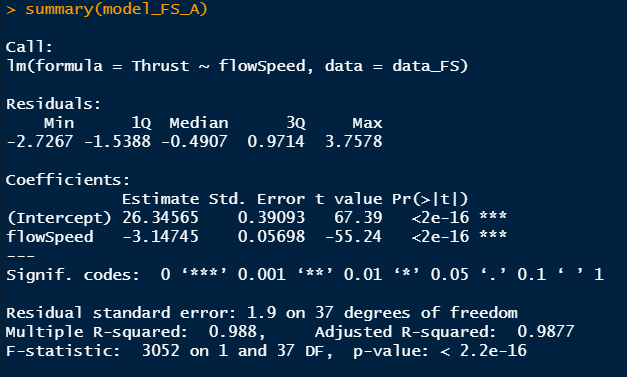 > summary(model_FS_A)
Call:
lm(formula = Thrust ~ flowSpeed, data = data_FS)
Residuals:
    Min      1Q  Median      3Q     Max
-2.7267 -1.5388 -0.4907  0.9714  3.7578
Coefficients:
            Estimate Std. Error t value Pr(>|t|)
(Intercept) 26.34565    0.39093   67.39   <2e-16 ***
flowSpeed   -3.14745    0.05698  -55.24   <2e-16 ***
---
Signif. codes:  0 ‘***’ 0.001 ‘**’ 0.01 ‘*’ 0.05 ‘.’ 0.1 ‘ ’ 1
Residual standard error: 1.9 on 37 degrees of freedom
Multiple R-squared:  0.988,	Adjusted R-squared:  0.9877
F-statistic:  3052 on 1 and 37 DF,  p-value: < 2.2e-16